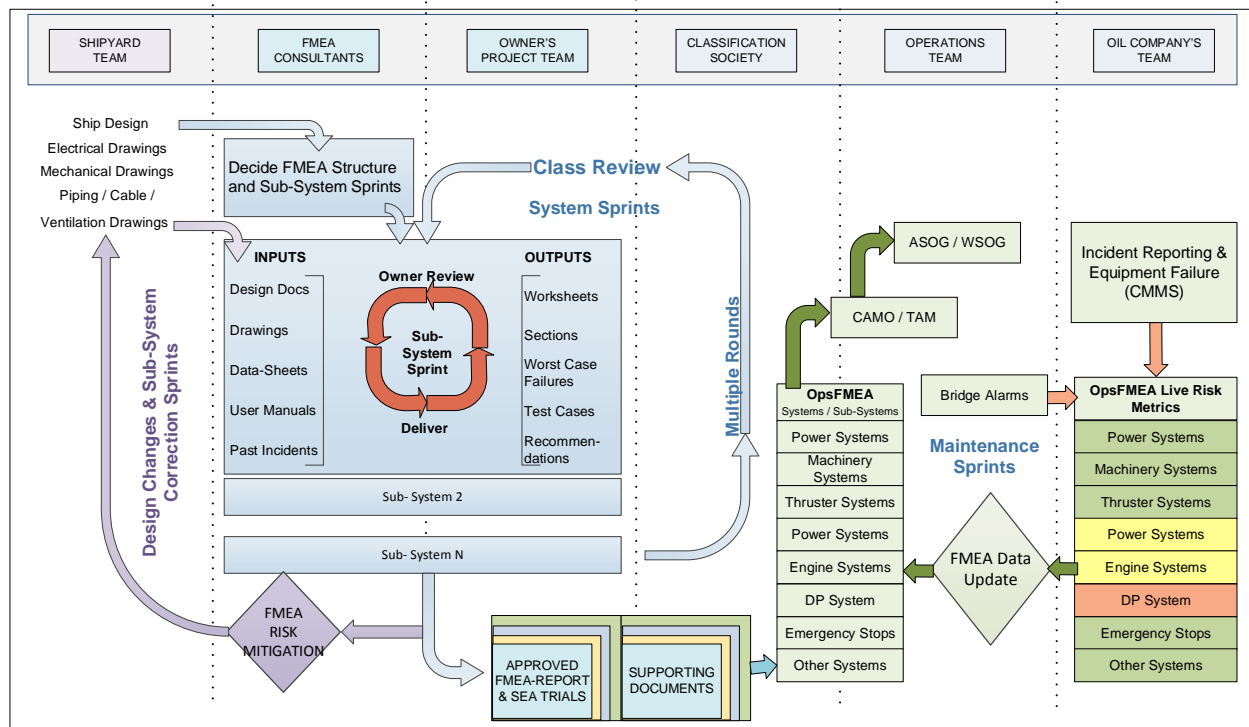 SHIPYARD
TEAM
FMEA
CONSULTANTS
OWNER'S
PROJECT TEAM
CLASSIFICATION
SOCIETY
OPERATIONS
TEAM
OIL COMPANY'S
TEAM
Ship Design
Electrical Drawings
Mechanical Drawings
Piping / Cable /
Ventilation Drawings
Decide FMEA Structure
and Sub-System Sprints
Class Review
System Sprints
Multiple Rounds
Design Changes & Sub-System
Correction Sprints
INPUTS
Design Docs
Drawings
Data-Sheets
User Manuals
Past Incidents
Owner Review
Sub-
System
Sprint
Deliver
OUTPUTS
Worksheets
Sections
Worst Case
Failures
Test Cases
Recommen-
dations
Sub- System 2
Sub- System N
FMEA
RISK
MITIGATION
APPROVED
FMEA-REPORT
& SEA TRIALS
SUPPORTING
DOCUMENTS
ASOG / WSOG
CAMO / TAM
OpsFMEA
Systems / Sub-Systems
Power Systems
Machinery
Systems
Thruster Systems
Power Systems
Engine Systems
DP System
Emergency Stops
Other Systems
Bridge Alarms
Maintenance
Sprints
FMEA Data
Update
Incident Reporting &
Equipment Failure
(CMMS)
OpsFMEA Live Risk
Metrics
Power Systems
Machinery Systems
Thruster Systems
Power Systems
Engine Systems
DP System
Emergency Stops
Other Systems